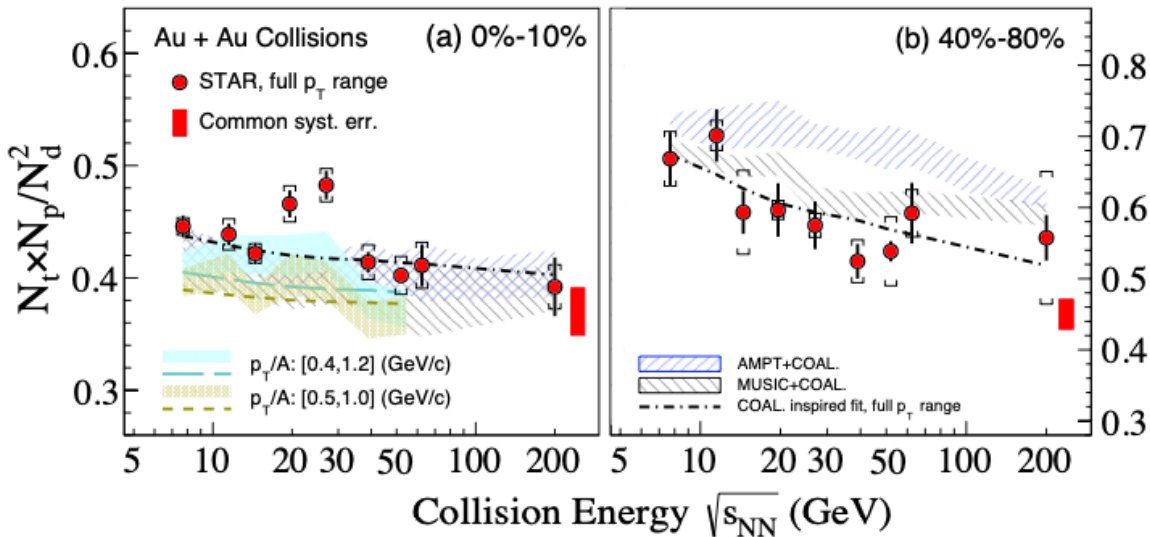 Au + Au Collisions
(a) 0%-10%
STAR, full p_T range
Common syst. err.
p_T/A: [0.4,1.2] (GeV/c)
p_T/A: [0.5,1.0] (GeV/c)
N_t×N_p/N_d^2
0.6
0.5
0.4
0.3
5 10 20 30 50 100 200
(b) 40%-80%
AMPT+COAL.
MUSIC+COAL.
COAL. inspired fit, full p_T range
0.8
0.7
0.6
0.5
0.4
0.3
5 10 20 30 50 100 200
Collision Energy √s_NN (GeV)